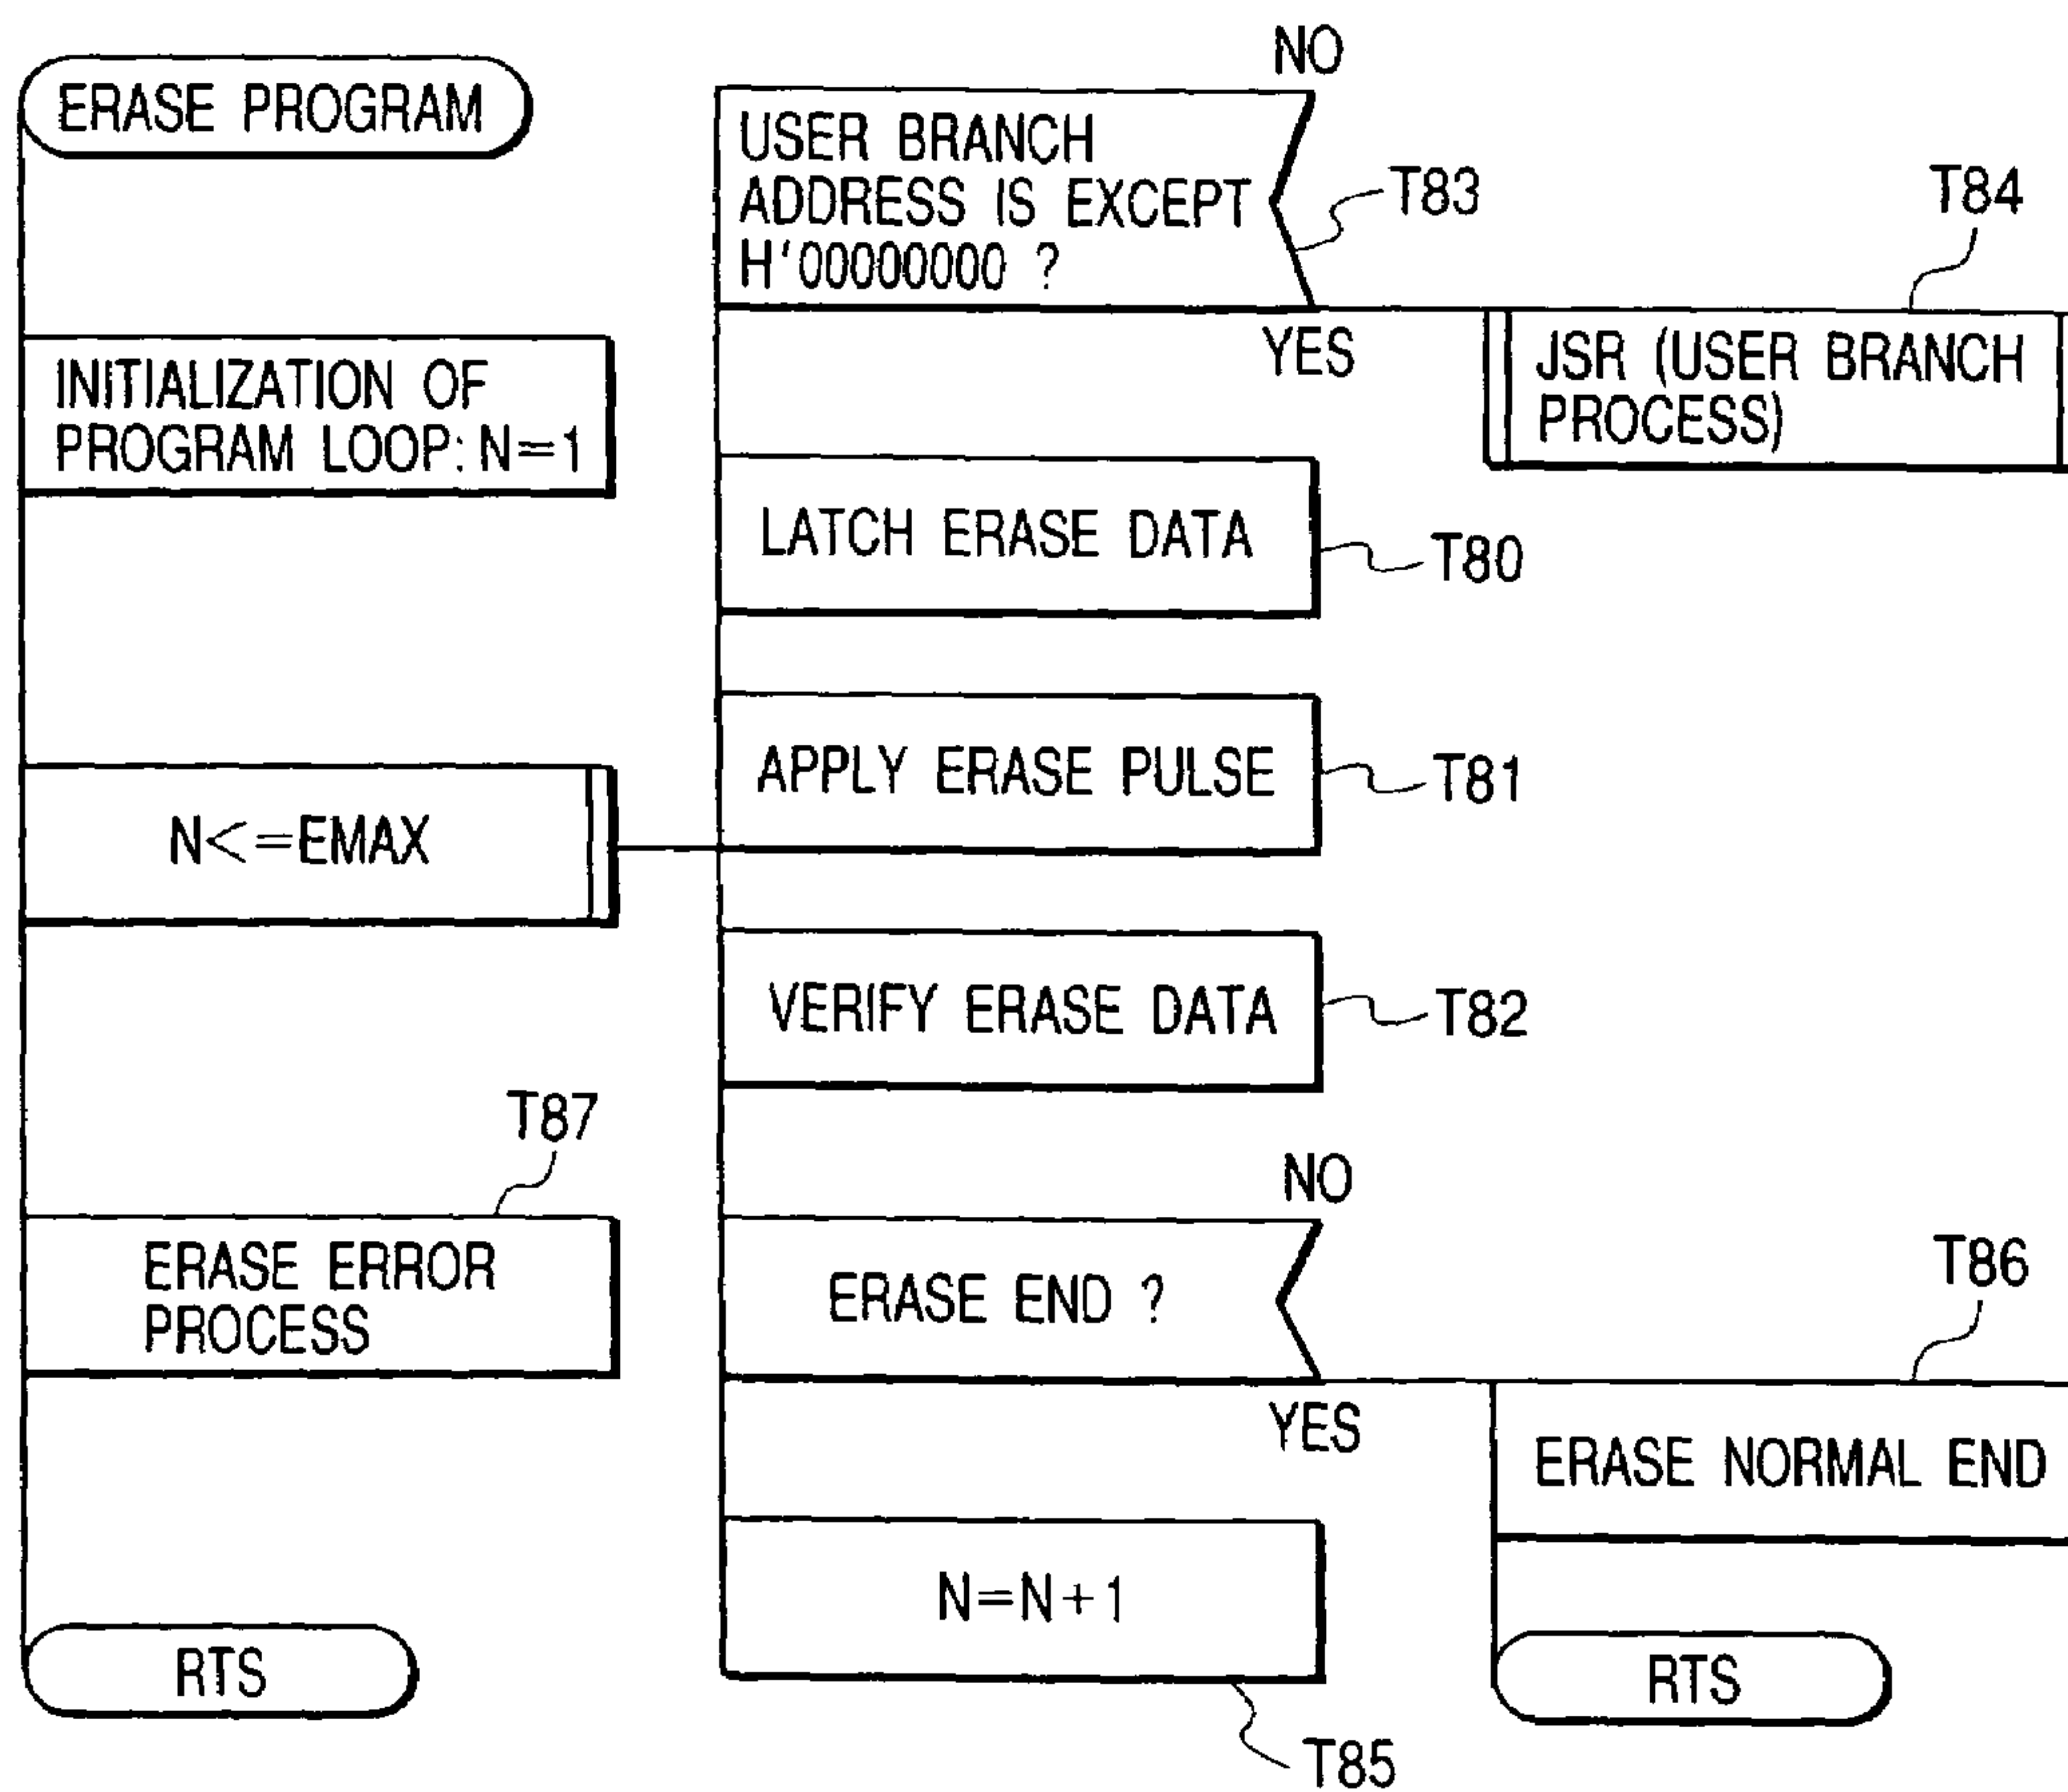 ERASE PROGRAM
INITIALIZATION OF
PROGRAM LOOP: N=1
N<=EMAX
T87
ERASE ERROR
PROCESS
RTS
NO
USER BRANCH
ADDRESS IS EXCEPT
H'00000000 ?
T83
YES
T84
JSR (USER BRANCH
PROCESS)
LATCH ERASE DATA
T80
APPLY ERASE PULSE
T81
VERIFY ERASE DATA
T82
NO
ERASE END ?
YES
T86
ERASE NORMAL END
RTS
N=N+1
T85